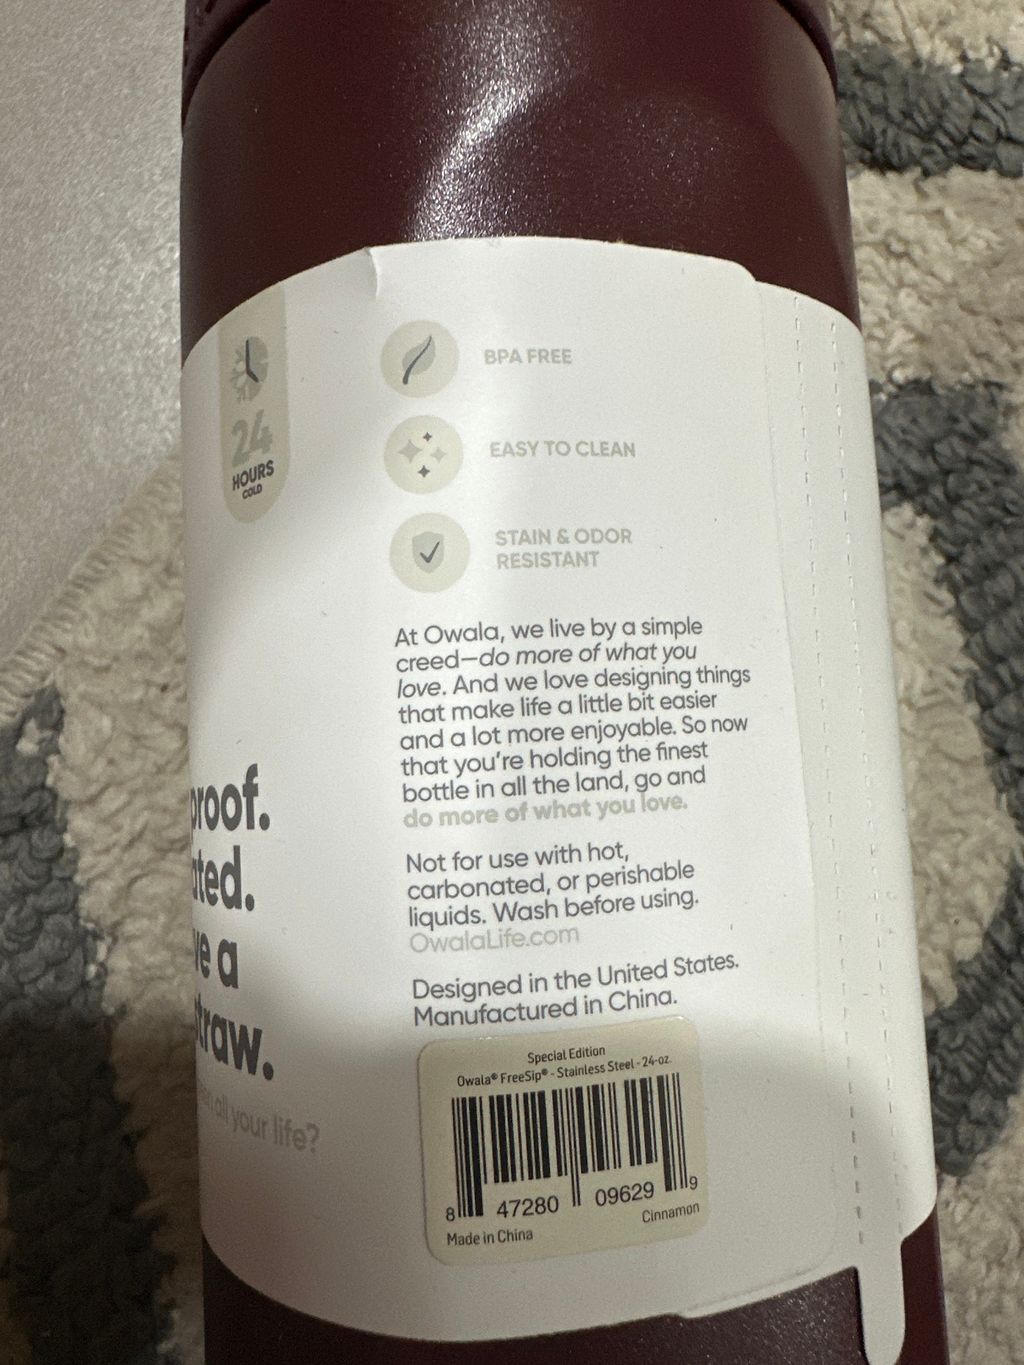 24
HOURS
COLD
BPA FREE
EASY TO CLEAN
STAIN & ODOR
RESISTANT
At Owala, we live by a simple
creed—do more of what you
love. And we love designing things
that make life a little bit easier
and a lot more enjoyable. So now
that you're holding the finest
bottle in all the land, go and
do more of what you love.
Not for use with hot,
carbonated, or perishable
liquids. Wash before using.
OwalaLife.com
Designed in the United States.
Manufactured in China.
proof.
a
straw.
all your life?
Special Edition
Owala® FreeSip® - Stainless Steel - 24-oz.
8 47280 09629 9
Made in China
Cinnamon